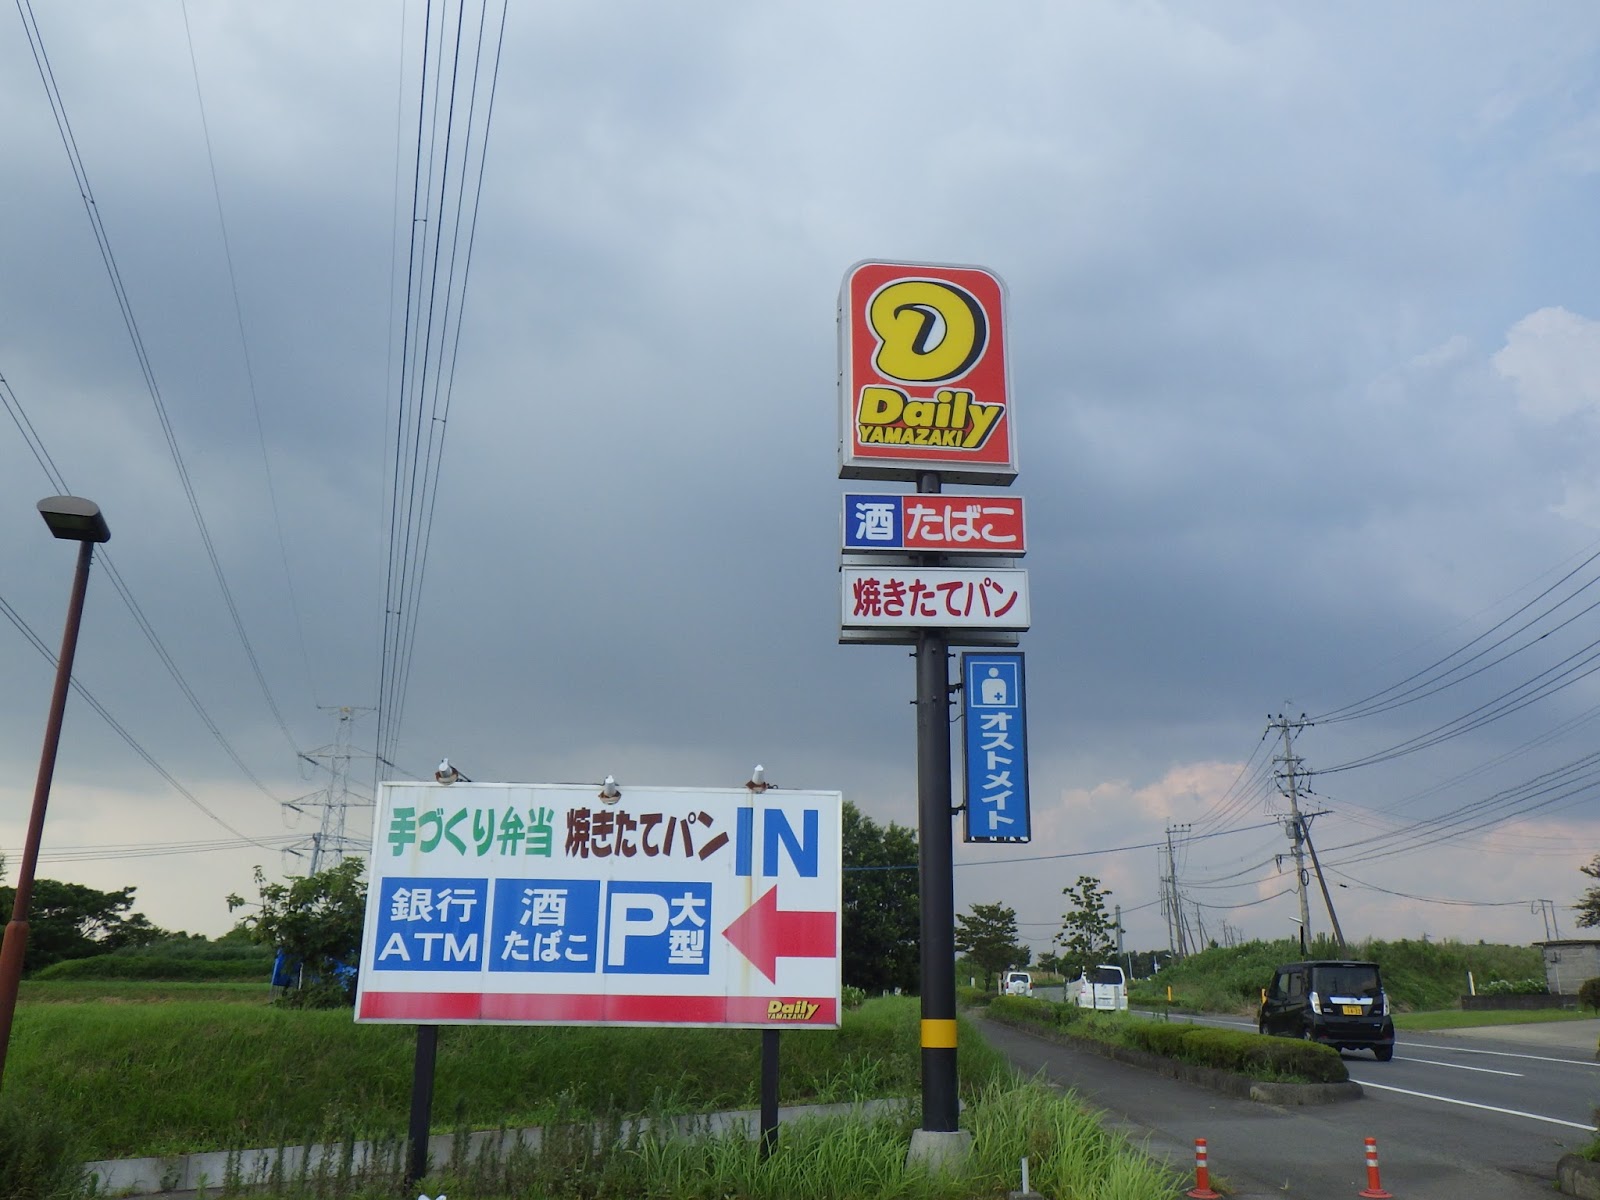 Daily
YAMAZAKI
酒 たばこ
焼きたてパン
オストメイト
手づくり弁当 焼きたてパン IN
銀行
ATM
酒
たばこ
P 大型
Daily
YAMAZAKI